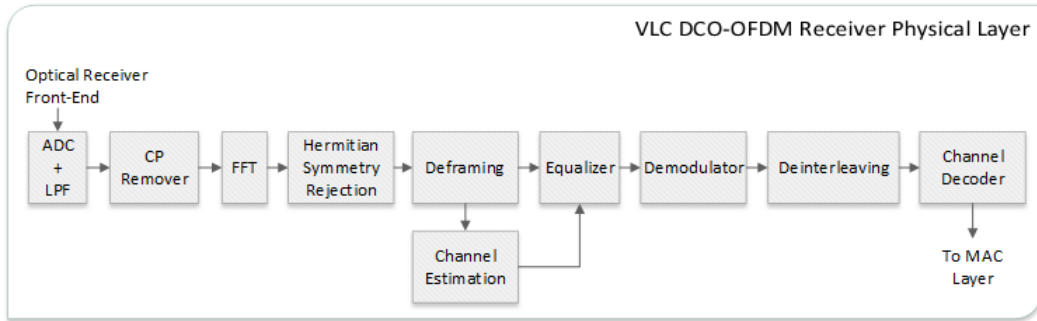 VLC DCO-OFDM Receiver Physical Layer
Optical Receiver
Front-End
ADC
+
LPF
CP
Remover
FFT
Hermitian
Symmetry
Rejection
Deframing
Equalizer
Demodulator
Deinterleaving
Channel
Decoder
Channel
Estimation
To MAC
Layer